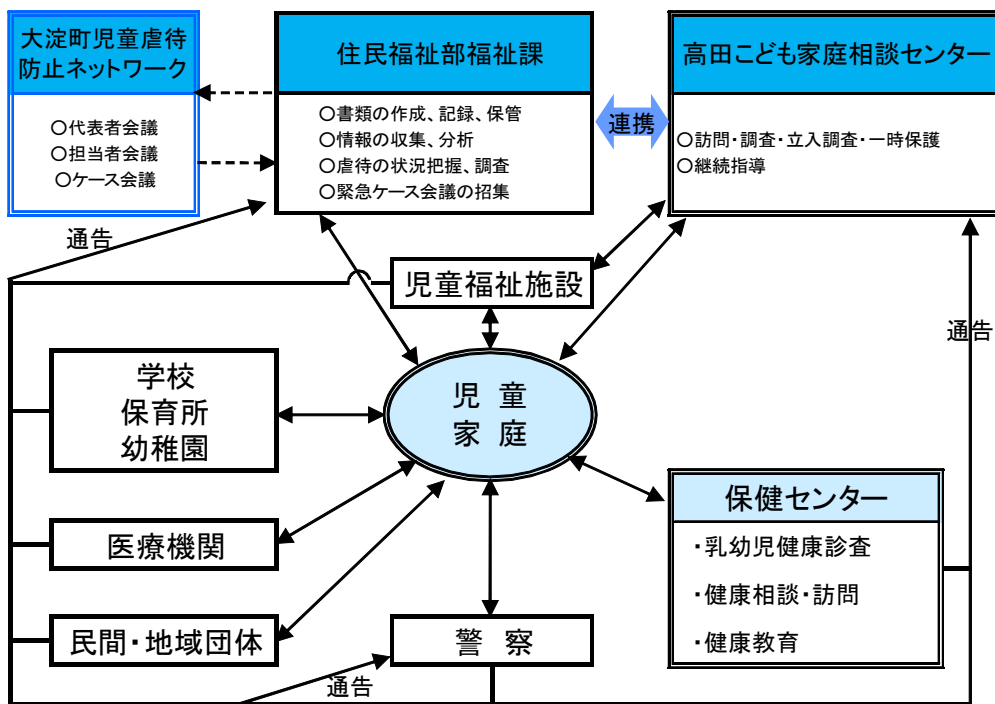 大淀町児童虐待
防止ネットワーク
○代表者会議
○担当者会議
○ケース会議
住民福祉部福祉課
○書類の作成、記録、保管
○情報の収集、分析
○虐待の状況把握、調査
○緊急ケース会議の招集
連携
高田こども家庭相談センター
○訪問・調査・立入調査・一時保護
○継続指導
通告
児童福祉施設
通告
学校
保育所
幼稚園
児 童
家 庭
医療機関
民間・地域団体
保健センター
・乳幼児健康診査
・健康相談・訪問
・健康教育
警 察
通告